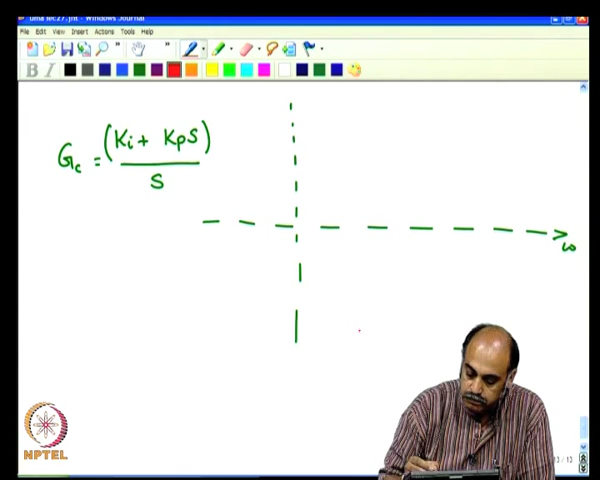 uma lec27.jnt - Windows Journal
File Edit View Insert Actions Tools Help
B I
Gc = (Ki + KpS)
S
ω
NPTEL